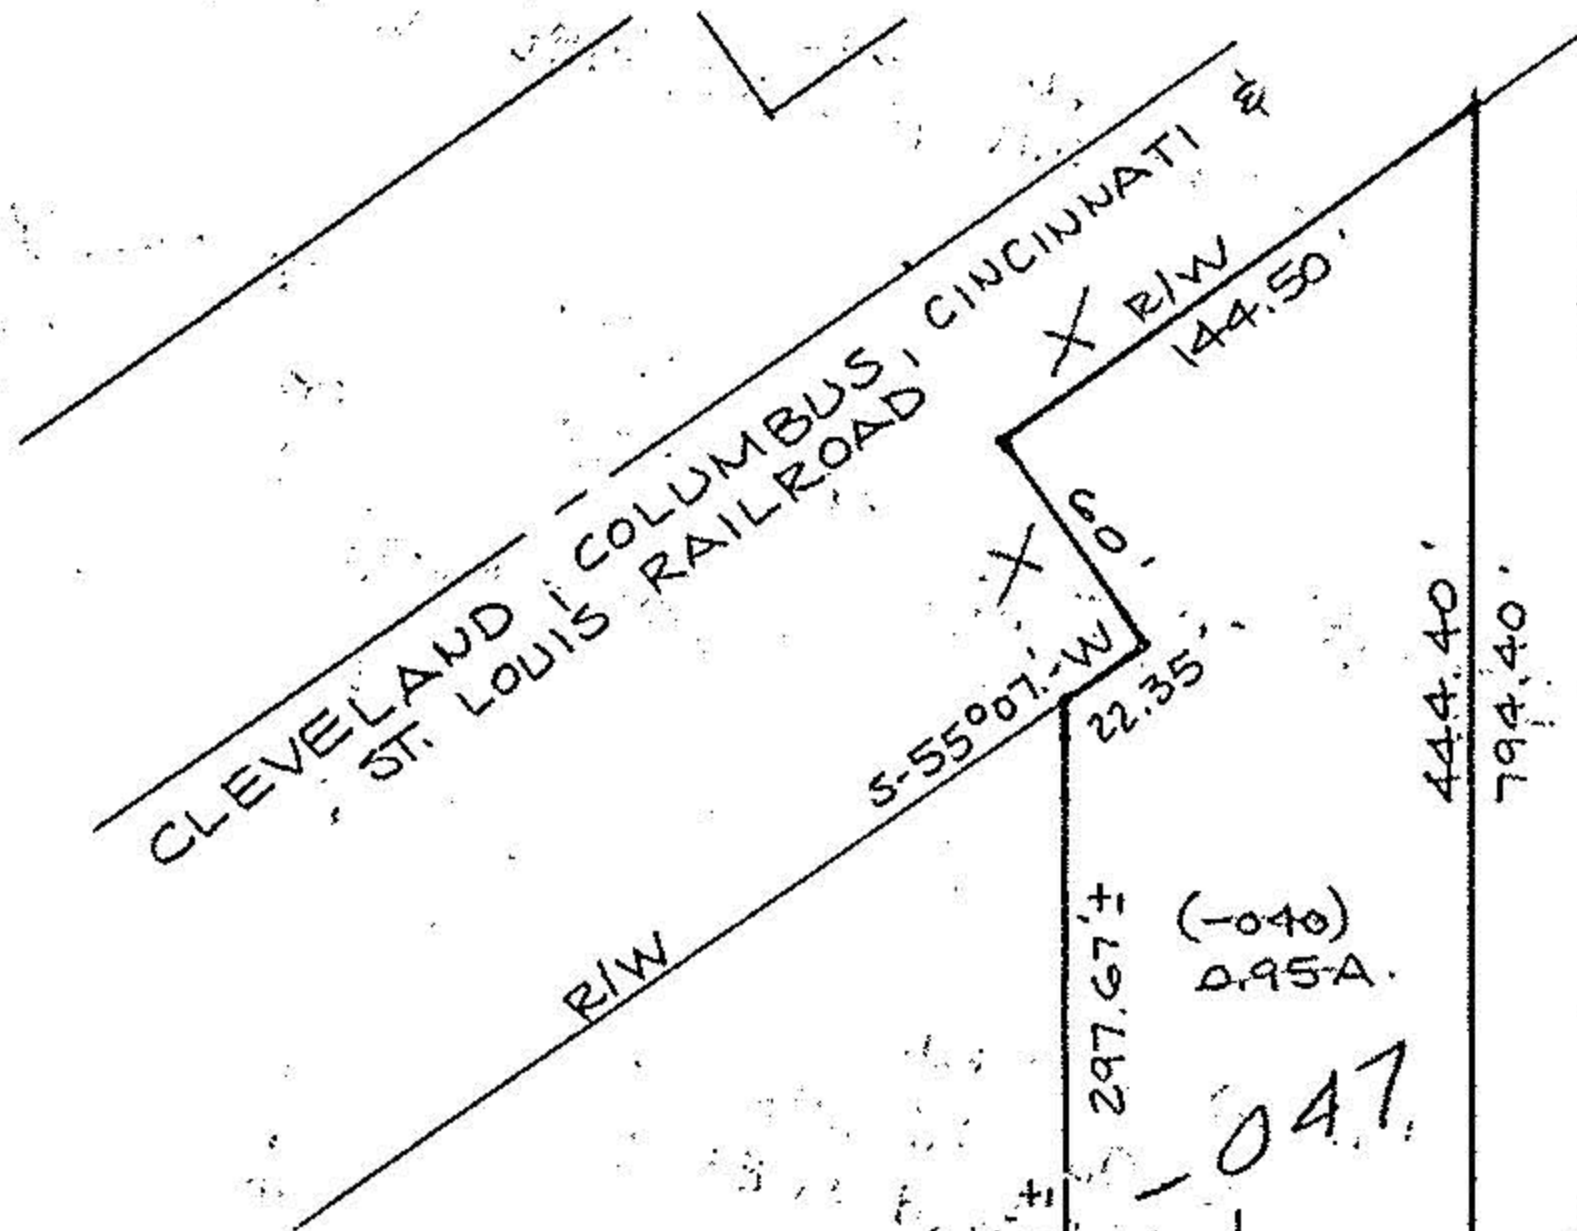 CLEVELAND, COLUMBUS, CINCINNATI &
ST. LOUIS RAILROAD
X R/W
144.50'
X
60'
S-55°07'-W
22.35'
444.40'
794.40'
R/W
297.67'±
(-040)
0.95A.
-047
±